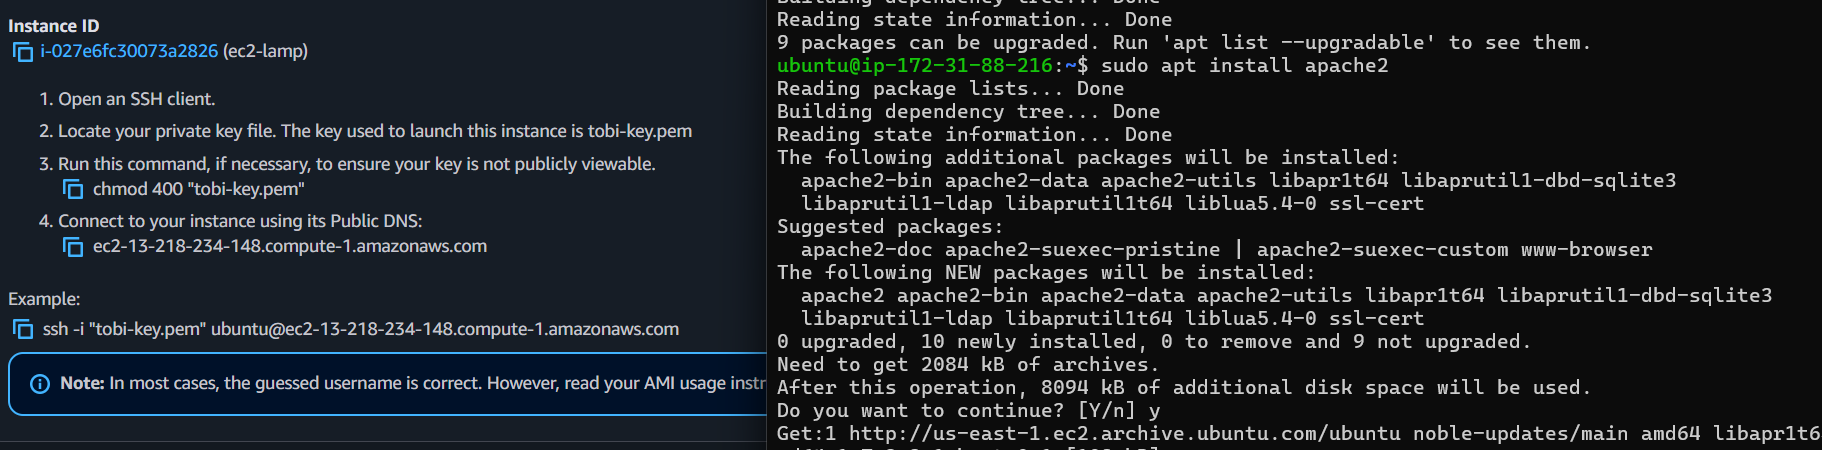 Instance ID
i-027e6fc30073a2826 (ec2-lamp)
1. Open an SSH client.
2. Locate your private key file. The key used to launch this instance is tobi-key.pem
3. Run this command, if necessary, to ensure your key is not publicly viewable.
chmod 400 "tobi-key.pem"
4. Connect to your instance using its Public DNS:
ec2-13-218-234-148.compute-1.amazonaws.com
Example:
ssh -i "tobi-key.pem" ubuntu@ec2-13-218-234-148.compute-1.amazonaws.com
Note: In most cases, the guessed username is correct. However, read your AMI usage instr
Building dependency tree... Done
Reading state information... Done
9 packages can be upgraded. Run 'apt list --upgradable' to see them.
ubuntu@ip-172-31-88-216:~$ sudo apt install apache2
Reading package lists... Done
Building dependency tree... Done
Reading state information... Done
The following additional packages will be installed:
  apache2-bin apache2-data apache2-utils libapr1t64 libaprutil1-dbd-sqlite3
  libaprutil1-ldap libaprutil1t64 liblua5.4-0 ssl-cert
Suggested packages:
  apache2-doc apache2-suexec-pristine | apache2-suexec-custom www-browser
The following NEW packages will be installed:
  apache2 apache2-bin apache2-data apache2-utils libapr1t64 libaprutil1-dbd-sqlite3
  libaprutil1-ldap libaprutil1t64 liblua5.4-0 ssl-cert
0 upgraded, 10 newly installed, 0 to remove and 9 not upgraded.
Need to get 2084 kB of archives.
After this operation, 8094 kB of additional disk space will be used.
Do you want to continue? [Y/n] y
Get:1 http://us-east-1.ec2.archive.ubuntu.com/ubuntu noble-updates/main amd64 libapr1t6